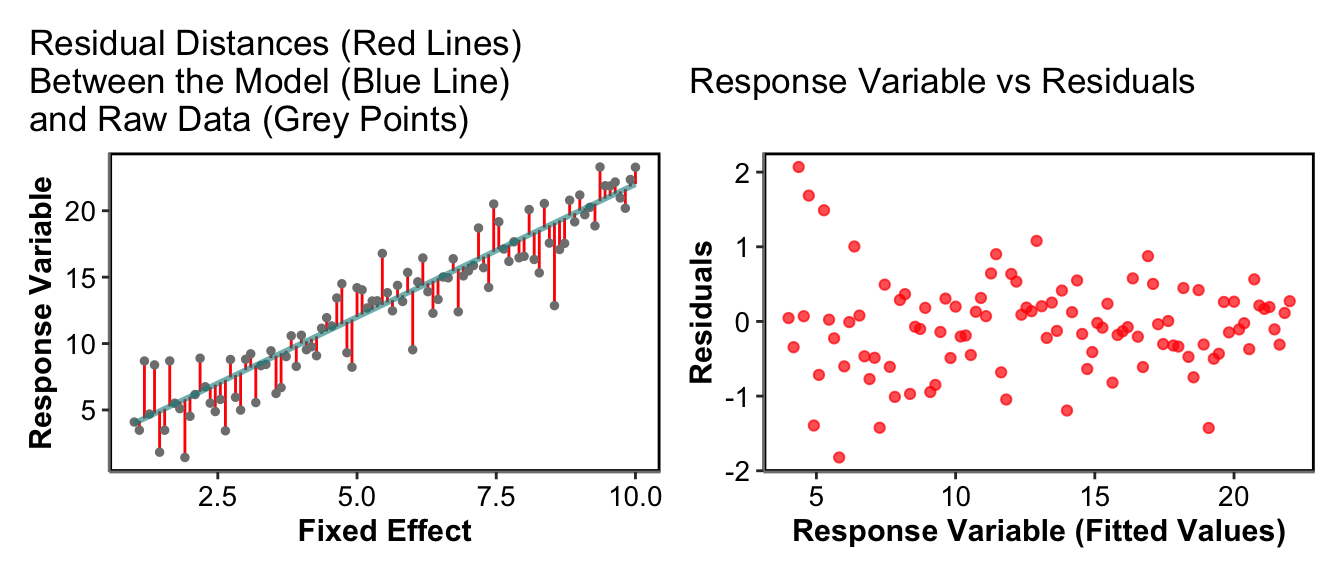 Residual Distances (Red Lines)
Between the Model (Blue Line)
and Raw Data (Grey Points)
Response Variable
20
15
10
5
2.5 5.0 7.5 10.0
Fixed Effect
Response Variable vs Residuals
Residuals
2
1
0
-1
-2
5 10 15 20
Response Variable (Fitted Values)